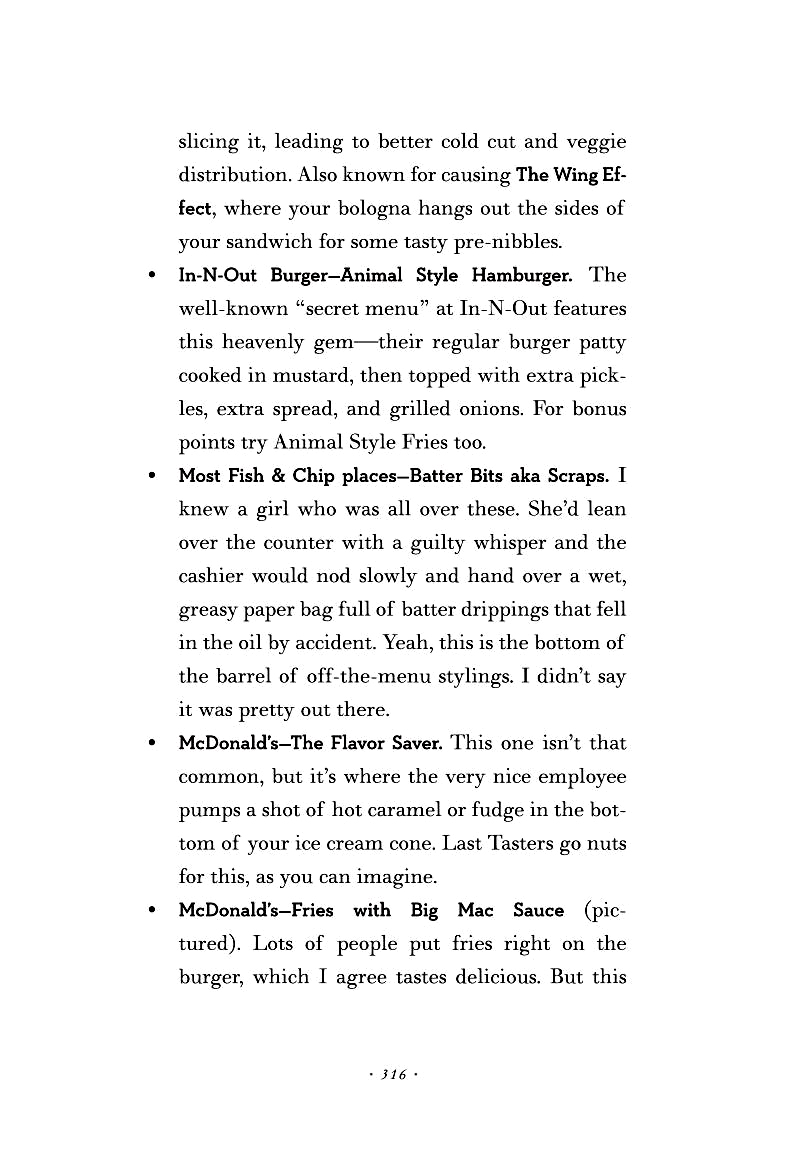 slicing it, leading to better cold cut and veggie
distribution. Also known for causing The Wing Ef-
fect, where your bologna hangs out the sides of
your sandwich for some tasty pre-nibbles.
• In-N-Out Burger—Animal Style Hamburger. The
well-known “secret menu” at In-N-Out features
this heavenly gem—their regular burger patty
cooked in mustard, then topped with extra pick-
les, extra spread, and grilled onions. For bonus
points try Animal Style Fries too.
• Most Fish & Chip places—Batter Bits aka Scraps. I
knew a girl who was all over these. She’d lean
over the counter with a guilty whisper and the
cashier would nod slowly and hand over a wet,
greasy paper bag full of batter drippings that fell
in the oil by accident. Yeah, this is the bottom of
the barrel of off-the-menu stylings. I didn’t say
it was pretty out there.
• McDonald’s—The Flavor Saver. This one isn’t that
common, but it’s where the very nice employee
pumps a shot of hot caramel or fudge in the bot-
tom of your ice cream cone. Last Tasters go nuts
for this, as you can imagine.
• McDonald’s—Fries with Big Mac Sauce (pic-
tured). Lots of people put fries right on the
burger, which I agree tastes delicious. But this
· 316 ·